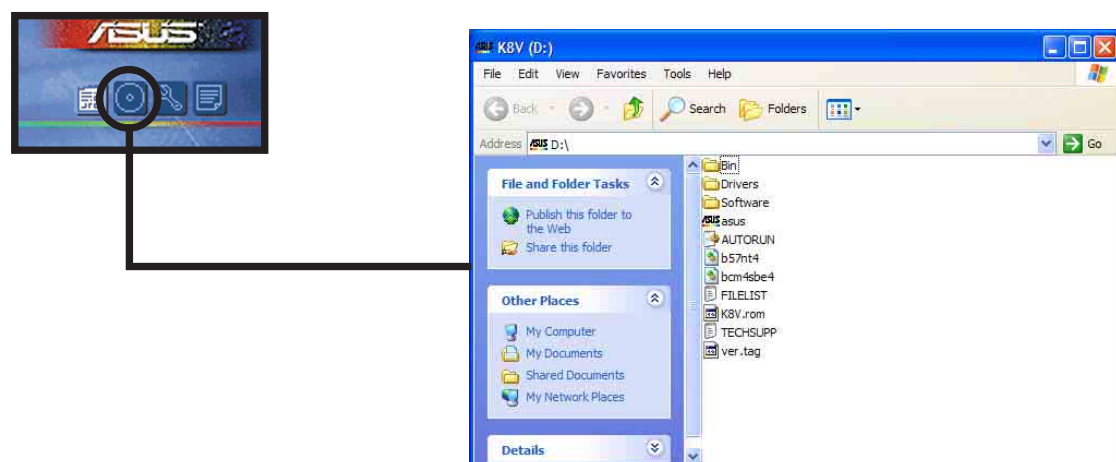 ASUS
K8V (D:)
File Edit View Favorites Tools Help
Back Search Folders
Address D:\ Go
File and Folder Tasks
Publish this folder to
the Web
Share this folder
Other Places
My Computer
My Documents
Shared Documents
My Network Places
Details
Bin
Drivers
Software
asus
AUTORUN
b57nt4
bcm4sbe4
FILELIST
K8V.rom
TECHSUPP
ver.tag